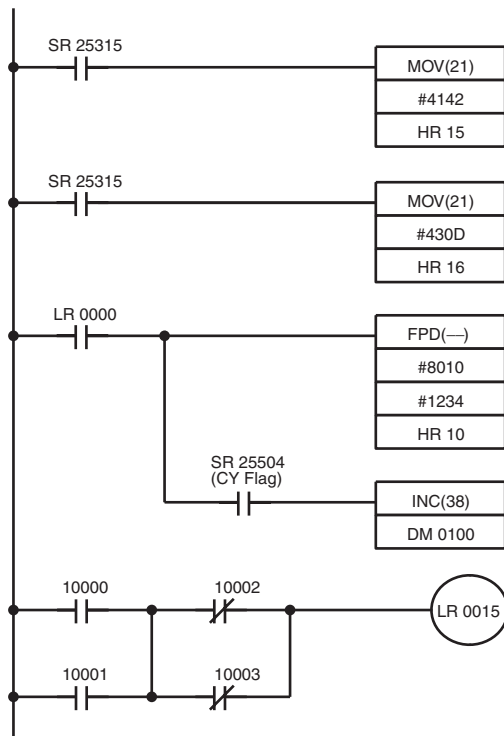 SR 25315
MOV(21)
#4142
HR 15
SR 25315
MOV(21)
#430D
HR 16
LR 0000
FPD(––)
#8010
#1234
HR 10
SR 25504
(CY Flag)
INC(38)
DM 0100
10000
10002
LR 0015
10001
10003